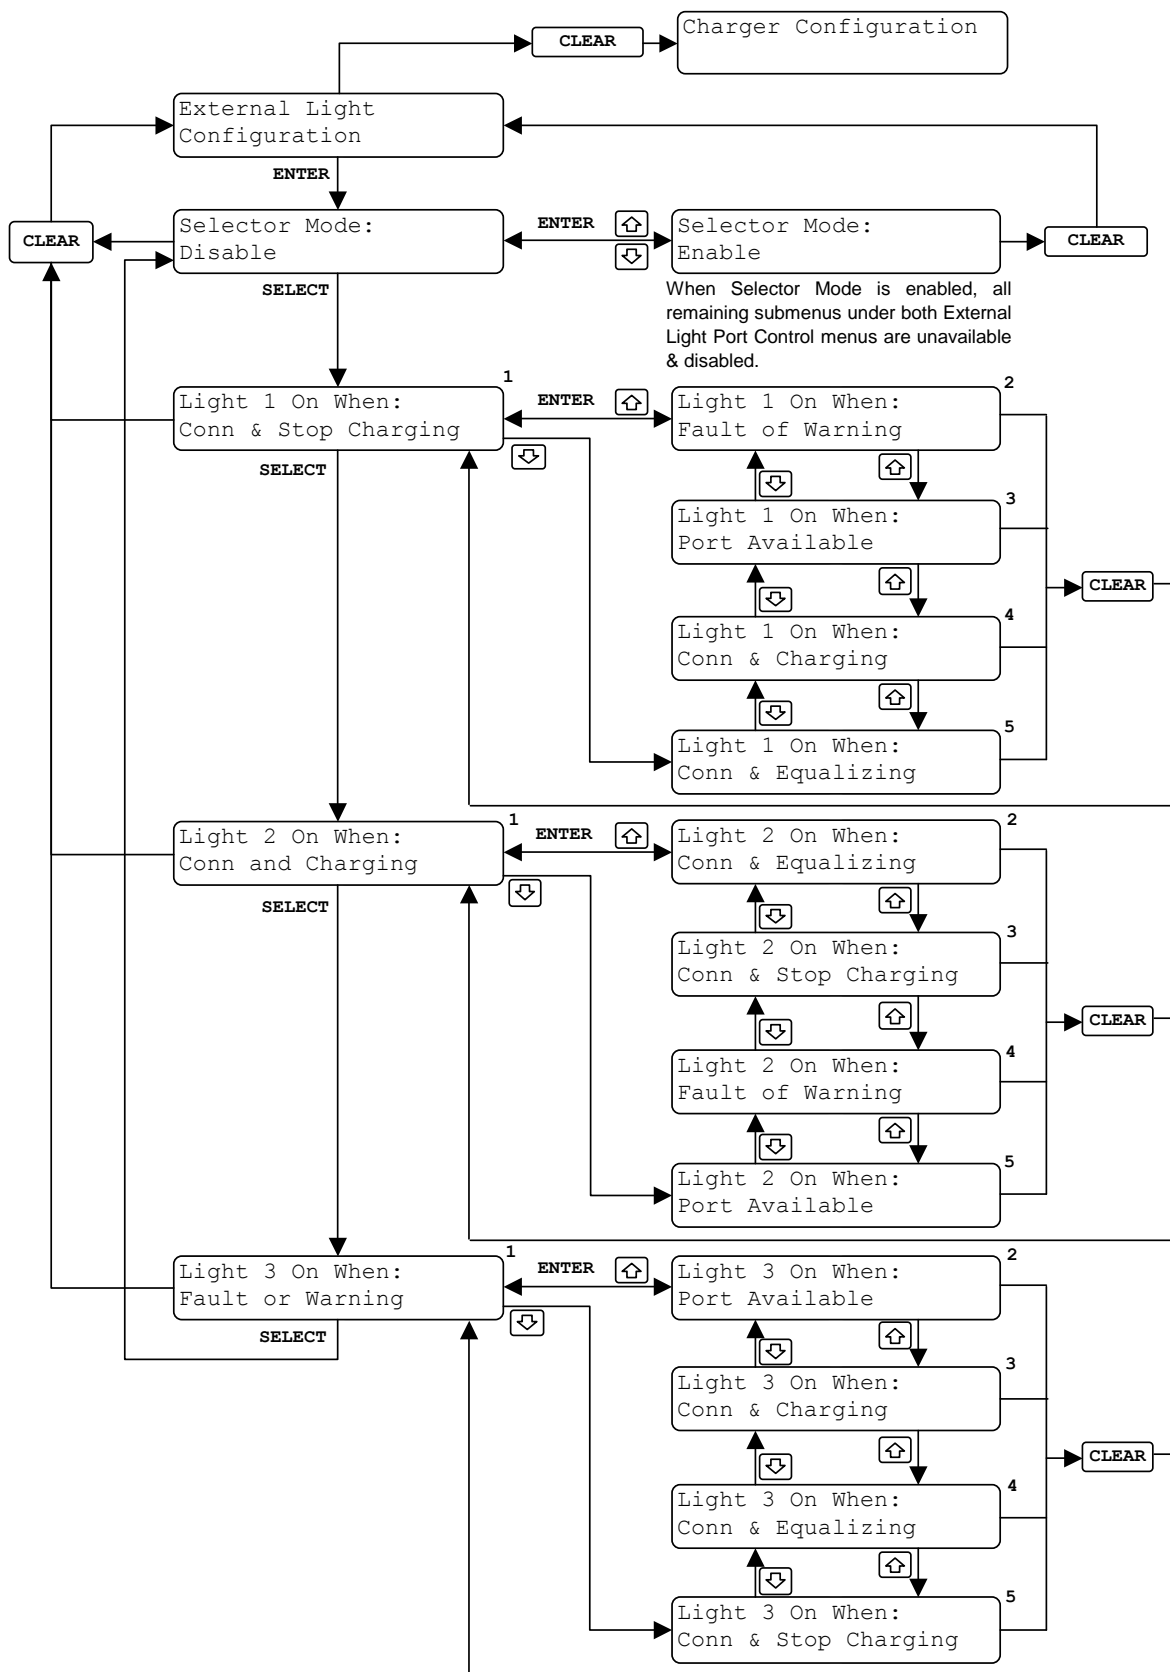 CLEAR
Charger Configuration
External Light
Configuration
ENTER
CLEAR
Selector Mode:
Disable
ENTER
Selector Mode:
Enable
CLEAR
SELECT
When Selector Mode is enabled, all
remaining submenus under both External
Light Port Control menus are unavailable
& disabled.
1
Light 1 On When:
Conn & Stop Charging
ENTER
2
Light 1 On When:
Fault of Warning
SELECT
3
Light 1 On When:
Port Available
CLEAR
4
Light 1 On When:
Conn & Charging
5
Light 1 On When:
Conn & Equalizing
1
Light 2 On When:
Conn and Charging
ENTER
2
Light 2 On When:
Conn & Equalizing
SELECT
3
Light 2 On When:
Conn & Stop Charging
CLEAR
4
Light 2 On When:
Fault of Warning
5
Light 2 On When:
Port Available
1
Light 3 On When:
Fault or Warning
ENTER
2
Light 3 On When:
Port Available
SELECT
3
Light 3 On When:
Conn & Charging
CLEAR
4
Light 3 On When:
Conn & Equalizing
5
Light 3 On When:
Conn & Stop Charging